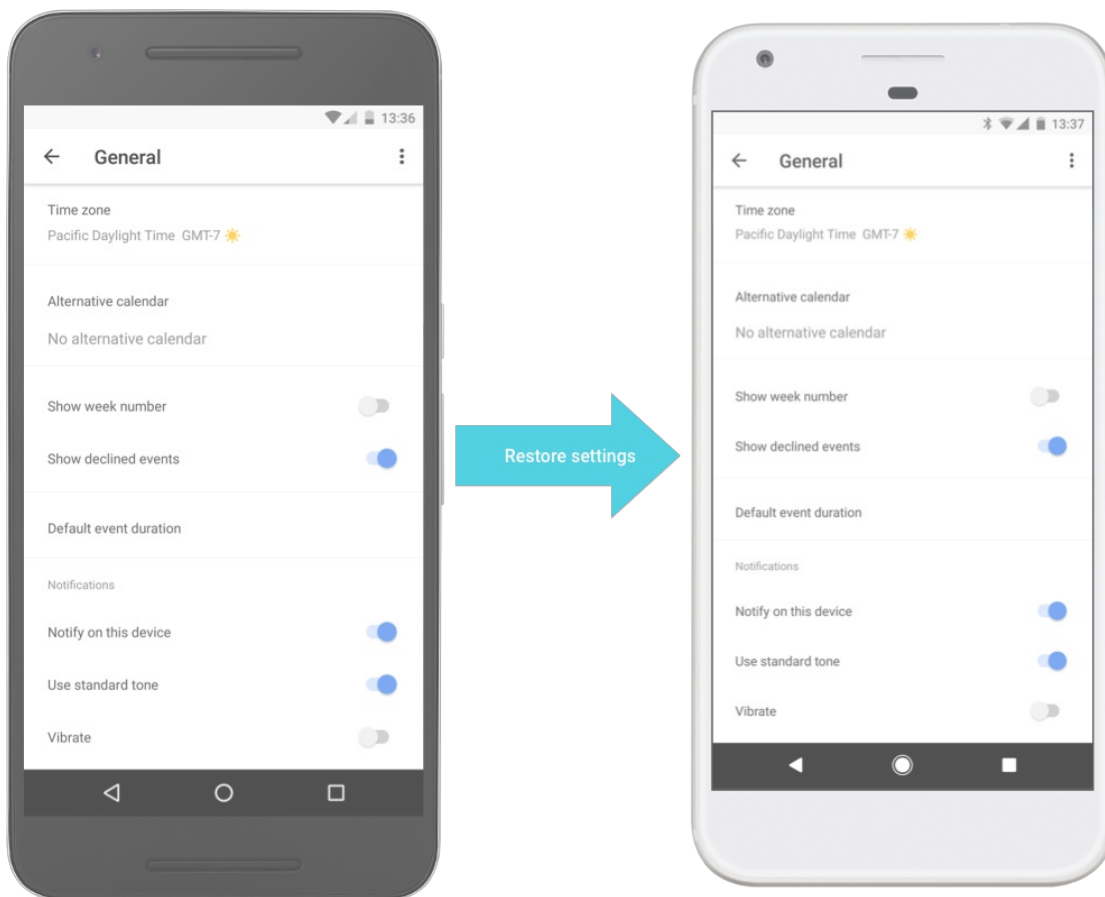 13:36
General
Time zone
Pacific Daylight Time GMT-7
Alternative calendar
No alternative calendar
Show week number
Show declined events
Default event duration
Notifications
Notify on this device
Use standard tone
Vibrate
Restore settings
13:37
General
Time zone
Pacific Daylight Time GMT-7
Alternative calendar
No alternative calendar
Show week number
Show declined events
Default event duration
Notifications
Notify on this device
Use standard tone
Vibrate